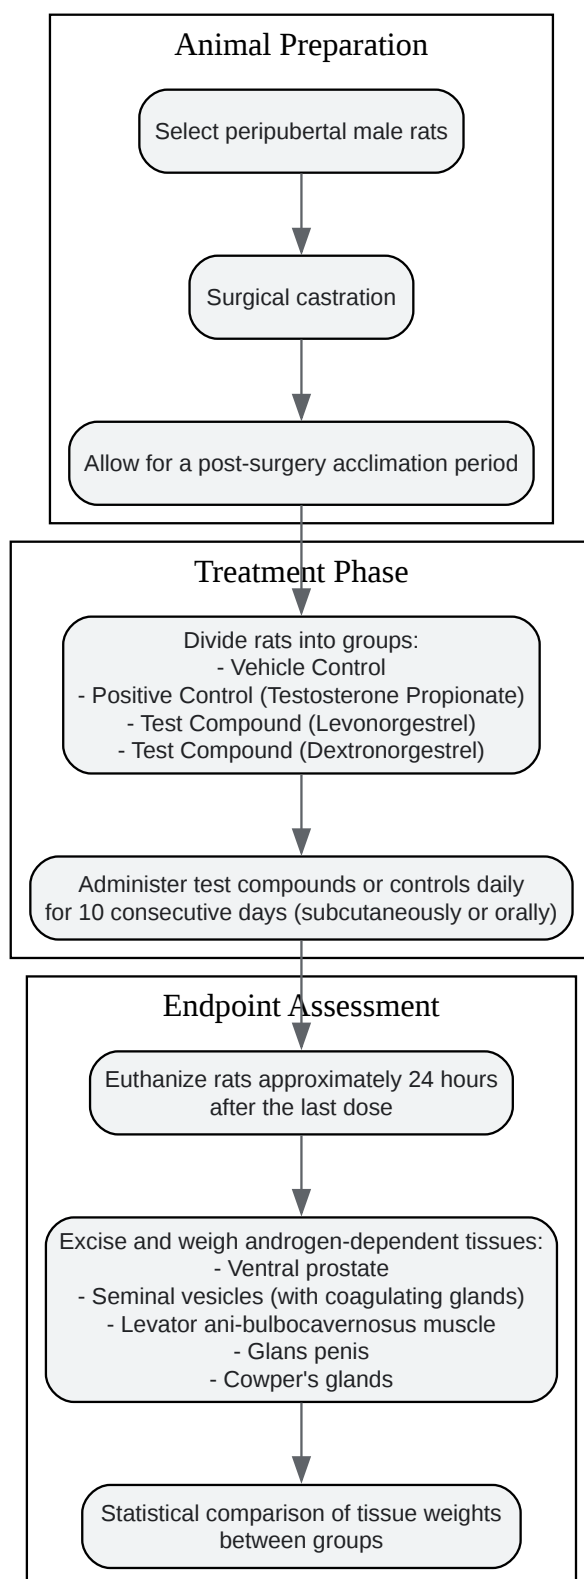 Animal Preparation
Select peripubertal male rats
Surgical castration
Allow for a post-surgery acclimation period
Treatment Phase
Divide rats into groups:
- Vehicle Control
- Positive Control (Testosterone Propionate)
- Test Compound (Levonorgestrel)
- Test Compound (Dextronorgestrel)
Administer test compounds or controls daily
for 10 consecutive days (subcutaneously or orally)
Endpoint Assessment
Euthanize rats approximately 24 hours
after the last dose
Excise and weigh androgen-dependent tissues:
- Ventral prostate
- Seminal vesicles (with coagulating glands)
- Levator ani-bulbocavernosus muscle
- Glans penis
- Cowper's glands
Statistical comparison of tissue weights
between groups